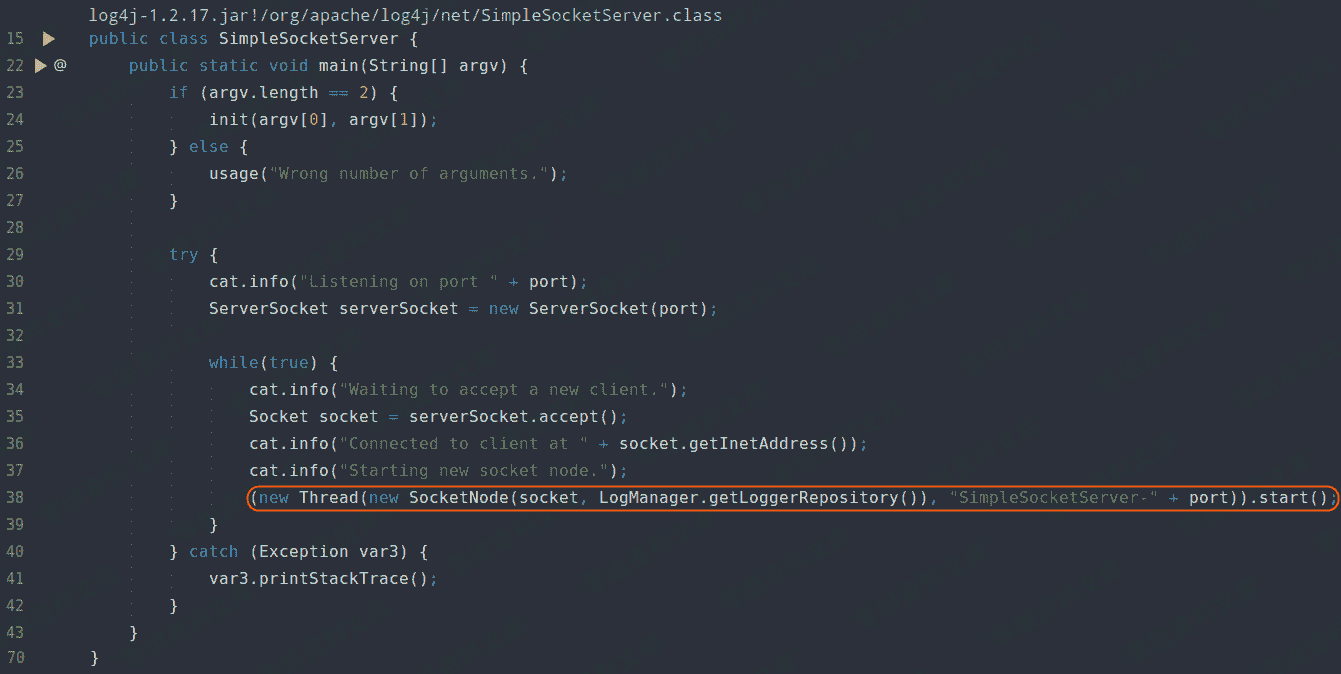 log4j-1.2.17.jar!/org/apache/log4j/net/SimpleSocketServer.class
15 public class SimpleSocketServer {
22 @ public static void main(String[] argv) {
23 if (argv.length == 2) {
24 init(argv[0], argv[1]);
25 } else {
26 usage("Wrong number of arguments.");
27 }
28
29 try {
30 cat.info("Listening on port " + port);
31 ServerSocket serverSocket = new ServerSocket(port);
32
33 while(true) {
34 cat.info("Waiting to accept a new client.");
35 Socket socket = serverSocket.accept();
36 cat.info("Connected to client at " + socket.getInetAddress());
37 cat.info("Starting new socket node.");
38 (new Thread(new SocketNode(socket, LogManager.getLoggerRepository()), "SimpleSocketServer-" + port)).start();
39 }
40 } catch (Exception var3) {
41 var3.printStackTrace();
42 }
43 }
70 }